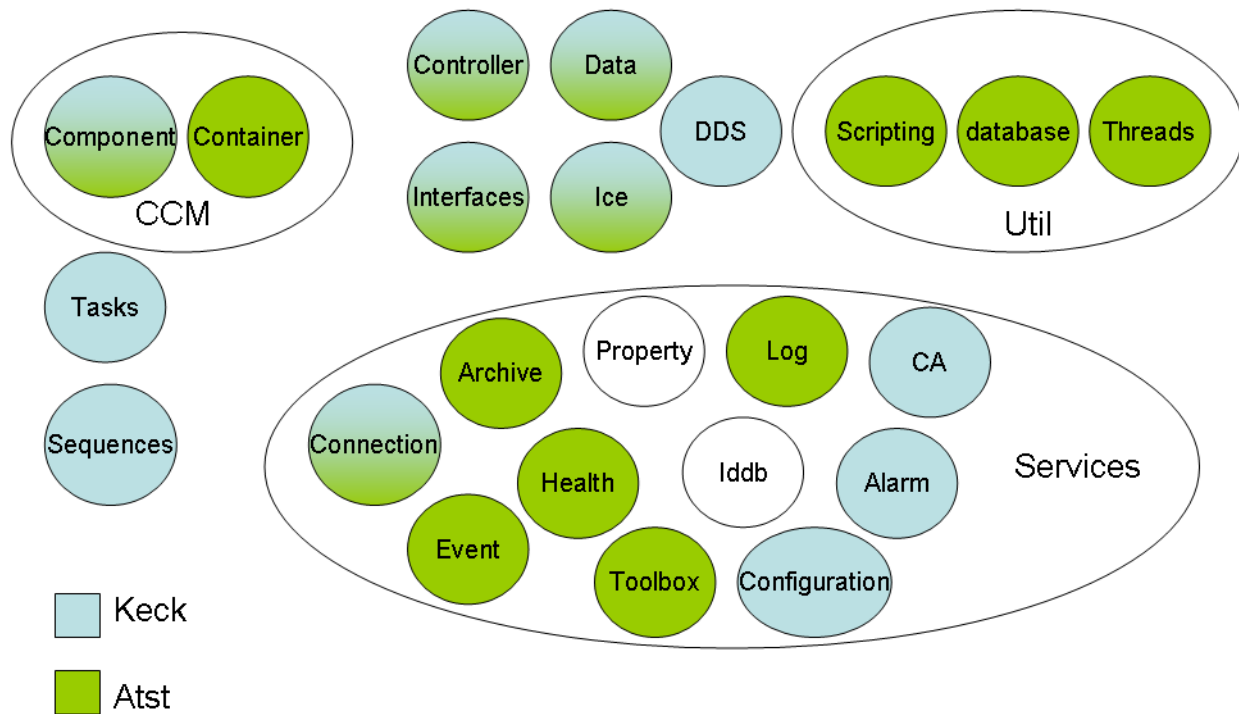 Controller
Data
Component
Container
DDS
Scripting
database
Threads
Interfaces
Ice
CCM
Util
Tasks
Property
Log
CA
Archive
Sequences
Connection
Health
Iddb
Alarm
Services
Event
Toolbox
Configuration
Keck
Atst